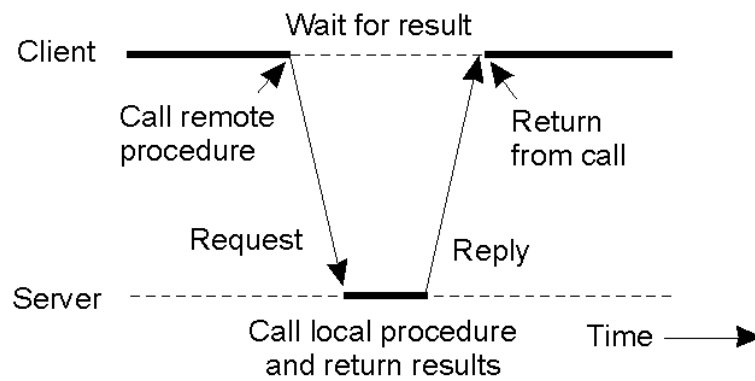 Wait for result
Client
Call remote
procedure
Return
from call
Request
Reply
Server
Call local procedure
and return results
Time